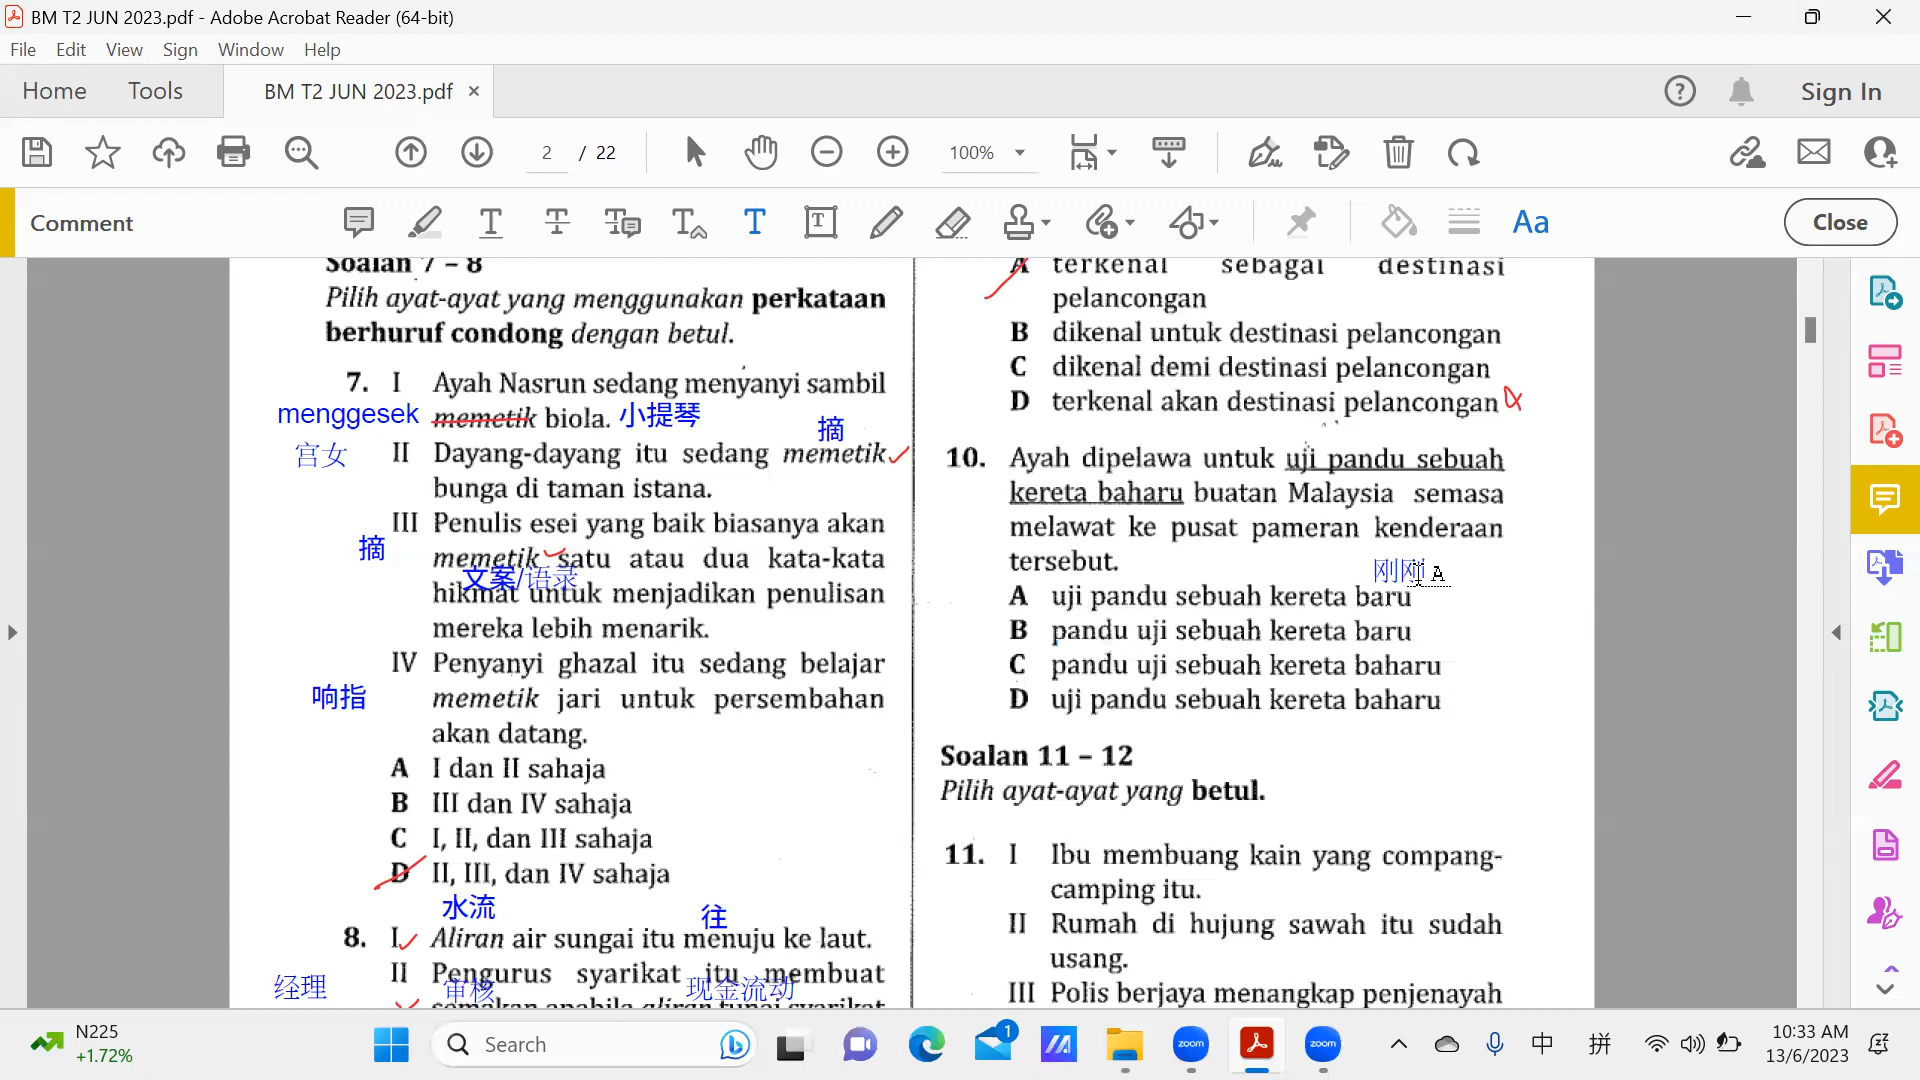 BM T2 JUN 2023.pdf - Adobe Acrobat Reader (64-bit)
File Edit View Sign Window Help
Home Tools BM T2 JUN 2023.pdf × Sign In
2 / 22 100%
Comment Close
Soalan 7 – 8
Pilih ayat-ayat yang menggunakan perkataan
berhuruf condong dengan betul.
7. I Ayah Nasrun sedang menyanyi sambil
menggesek memetik biola. 小提琴
摘
宫女 II Dayang-dayang itu sedang memetik
bunga di taman istana.
III Penulis esei yang baik biasanya akan
摘 memetik satu atau dua kata-kata
文案/语录
hikmat untuk menjadikan penulisan
mereka lebih menarik.
IV Penyanyi ghazal itu sedang belajar
响指 memetik jari untuk persembahan
akan datang.
A I dan II sahaja
B III dan IV sahaja
C I, II, dan III sahaja
D II, III, dan IV sahaja
水流 往
8. I Aliran air sungai itu menuju ke laut.
II Pengurus syarikat itu membuat
经理 审核 现金流动
semakan apabila aliran tunai syarikat
A terkenal sebagai destinasi
pelancongan
B dikenal untuk destinasi pelancongan
C dikenal demi destinasi pelancongan
D terkenal akan destinasi pelancongan
10. Ayah dipelawa untuk uji pandu sebuah
kereta baharu buatan Malaysia semasa
melawat ke pusat pameran kenderaan
tersebut.
刚刚
A uji pandu sebuah kereta baru
B pandu uji sebuah kereta baru
C pandu uji sebuah kereta baharu
D uji pandu sebuah kereta baharu
Soalan 11 – 12
Pilih ayat-ayat yang betul.
11. I Ibu membuang kain yang compang-
camping itu.
II Rumah di hujung sawah itu sudah
usang.
III Polis berjaya menangkap penjenayah
N225
+1.72%
Search
1
zoom
zoom
中
拼
10:33 AM
13/6/2023